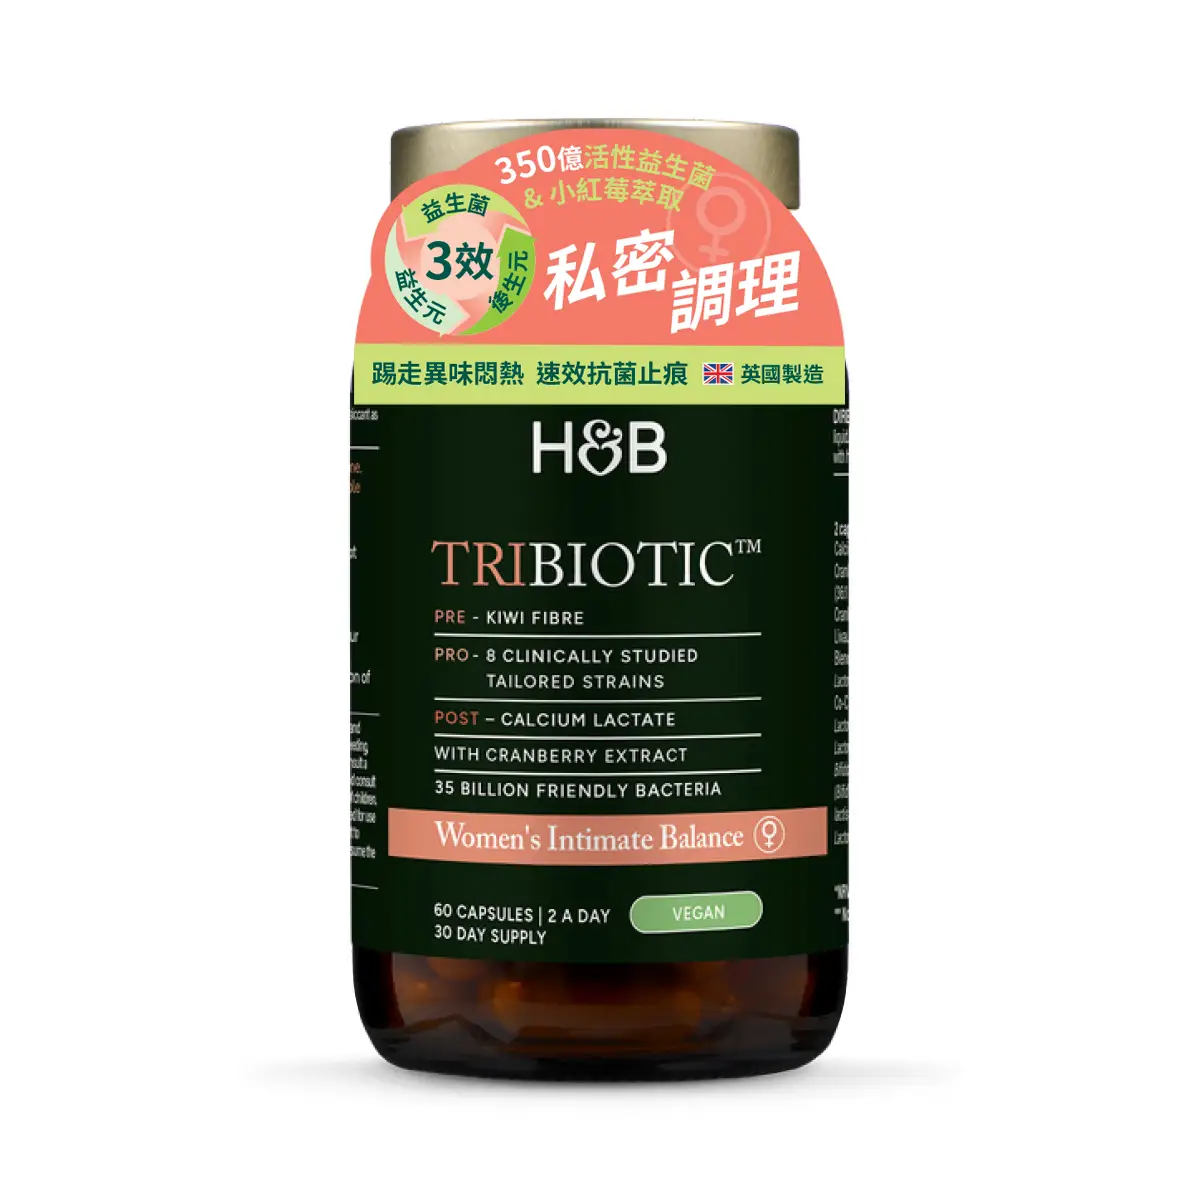 350億活性益生菌
& 小紅莓萃取
益生菌
3效
後生元
益生元
私密
調理
踢走異味悶熱 速效抗菌止痕 英國製造
H&B
TRIBIOTIC™
PRE - KIWI FIBRE
PRO - 8 CLINICALLY STUDIED
TAILORED STRAINS
POST – CALCIUM LACTATE
WITH CRANBERRY EXTRACT
35 BILLION FRIENDLY BACTERIA
Women's Intimate Balance
60 CAPSULES | 2 A DAY
30 DAY SUPPLY
VEGAN